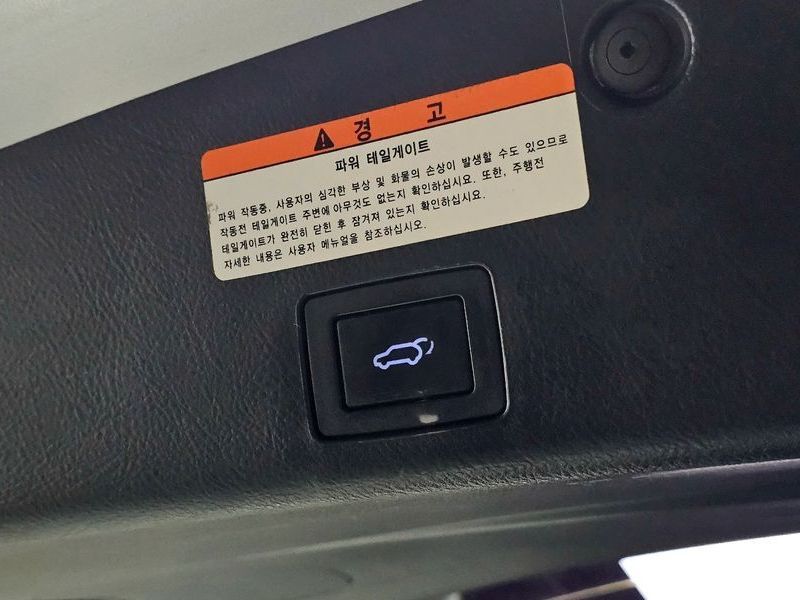 경 고
파워 테일게이트
파워 작동중, 사용자의 심각한 부상 및 화물의 손상이 발생할 수도 있으므로
작동전 테일게이트 주변에 아무것도 없는지 확인하십시요. 또한, 주행전
테일게이트가 완전히 닫힌 후 잠겨져 있는지 확인하십시요.
자세한 내용은 사용자 메뉴얼을 참조하십시오.